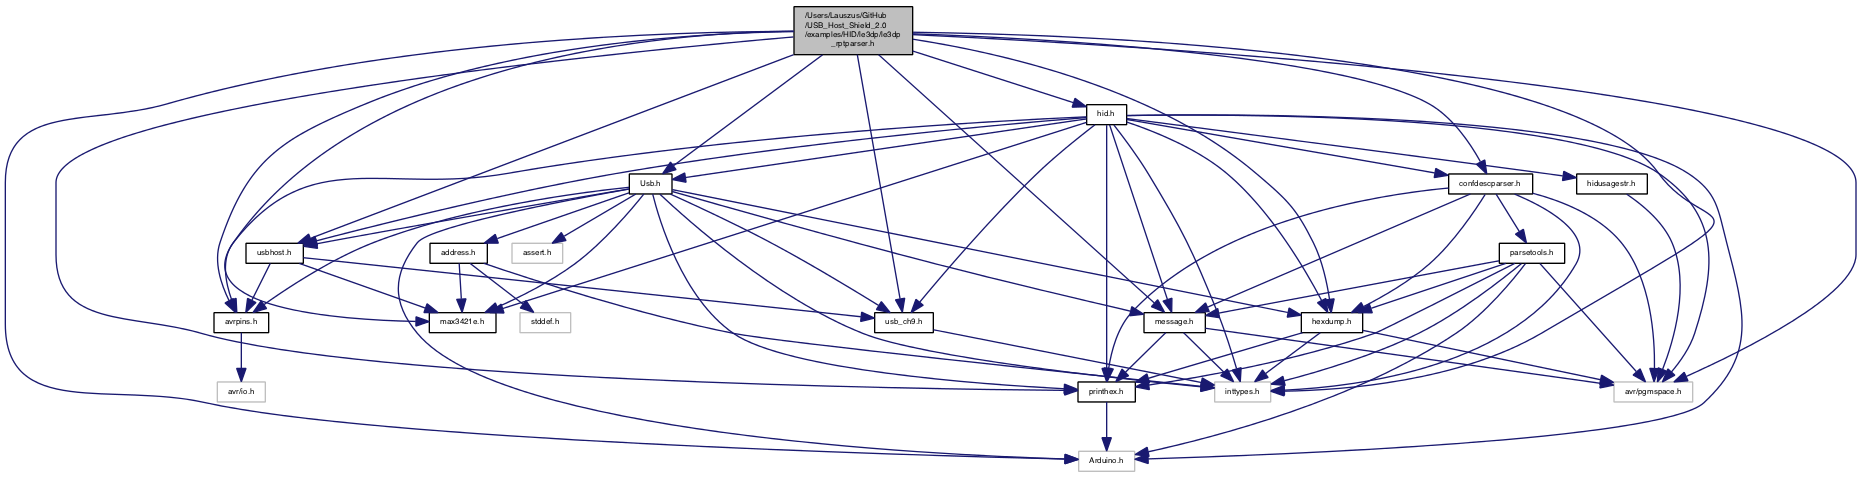 /Users/Lauszus/GitHub
/USB_Host_Shield_2.0
/examples/HID/le3dp/le3dp
_rptparser.h
hid.h
Usb.h
confdescparser.h
hidusagestr.h
usbhost.h
address.h
assert.h
parsetools.h
avrpins.h
max3421e.h
stddef.h
usb_ch9.h
message.h
hexdump.h
avr/io.h
printhex.h
inttypes.h
avr/pgmspace.h
Arduino.h